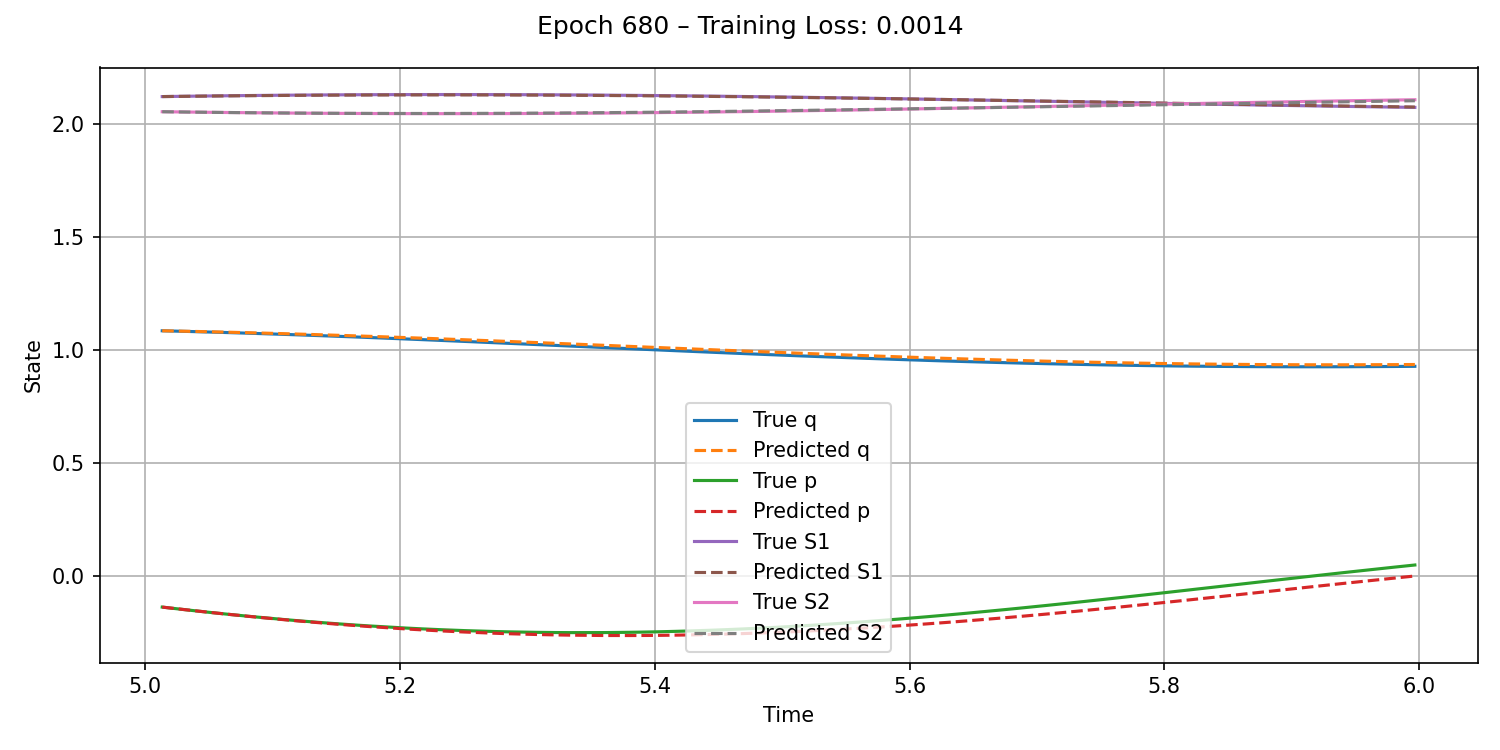 Epoch 680 – Training Loss: 0.0014
State
2.0
1.5
1.0
0.5
0.0
True q
Predicted q
True p
Predicted p
True S1
Predicted S1
True S2
Predicted S2
5.0 5.2 5.4 5.6 5.8 6.0
Time